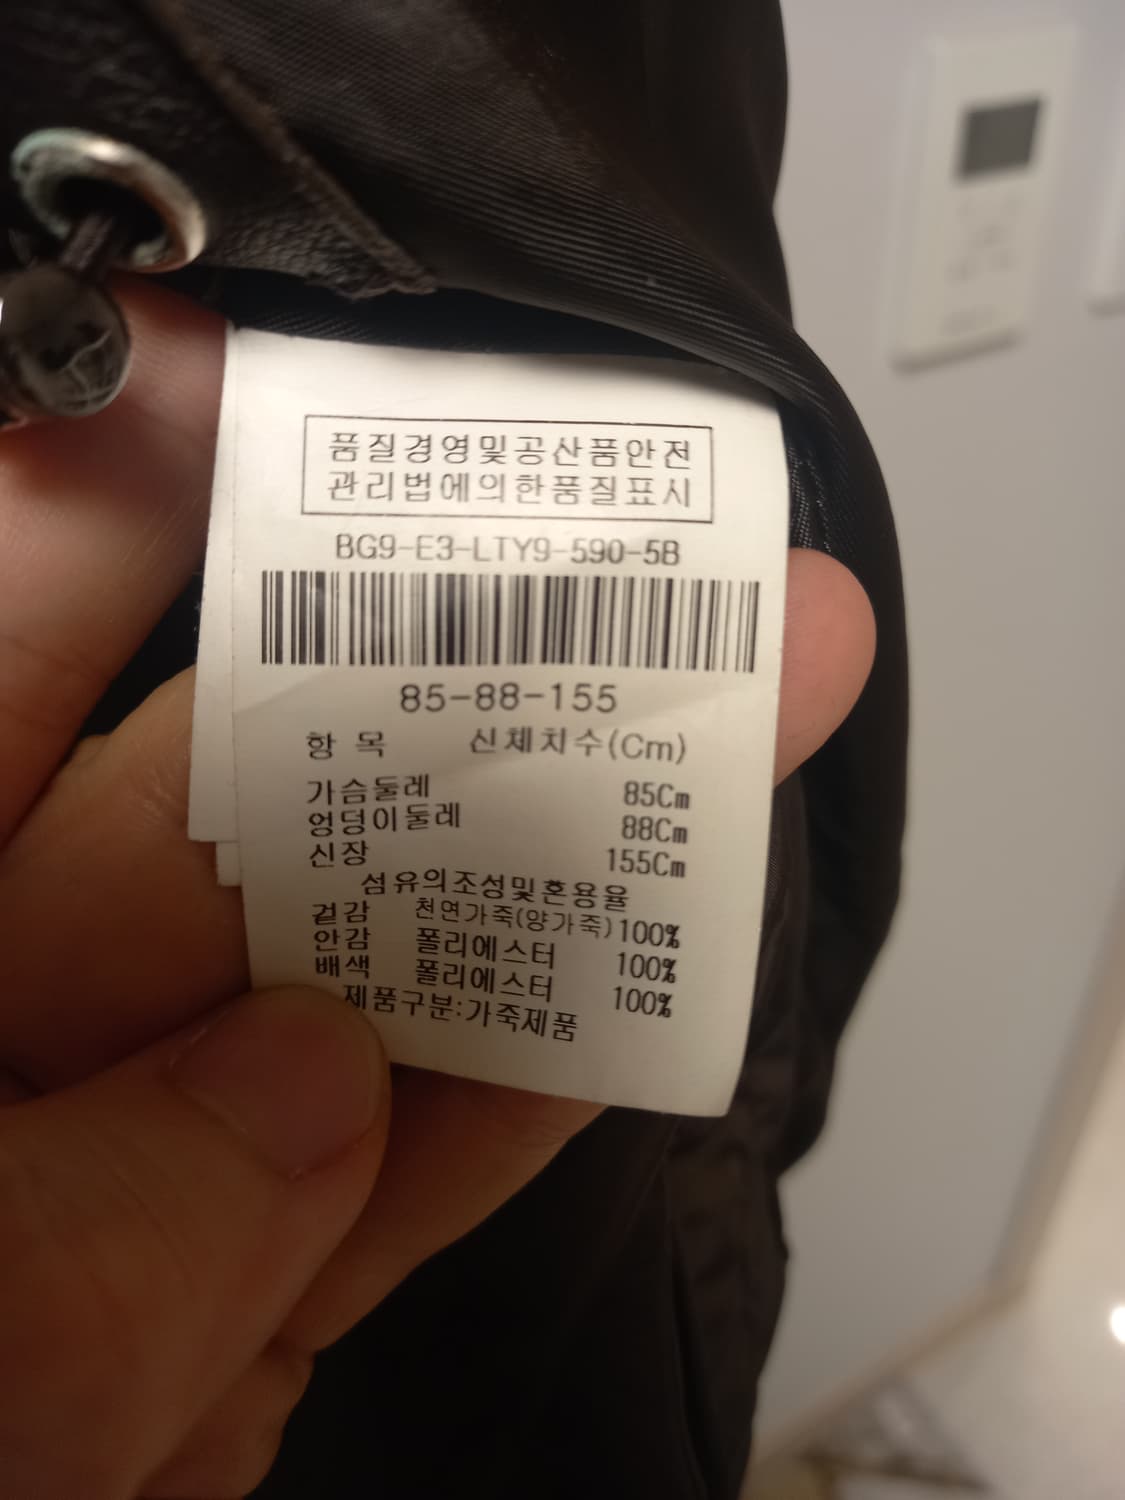 품질경영및공산품안전
관리법에의한품질표시
BG9-E3-LTY9-590-5B
85-88-155
항 목 신체치수(Cm)
가슴둘레 85Cm
엉덩이둘레 88Cm
신장 155Cm
섬유의조성및혼용율
겉감 천연가죽(양가죽)100%
안감 폴리에스터 100%
배색 폴리에스터 100%
제품구분:가죽제품